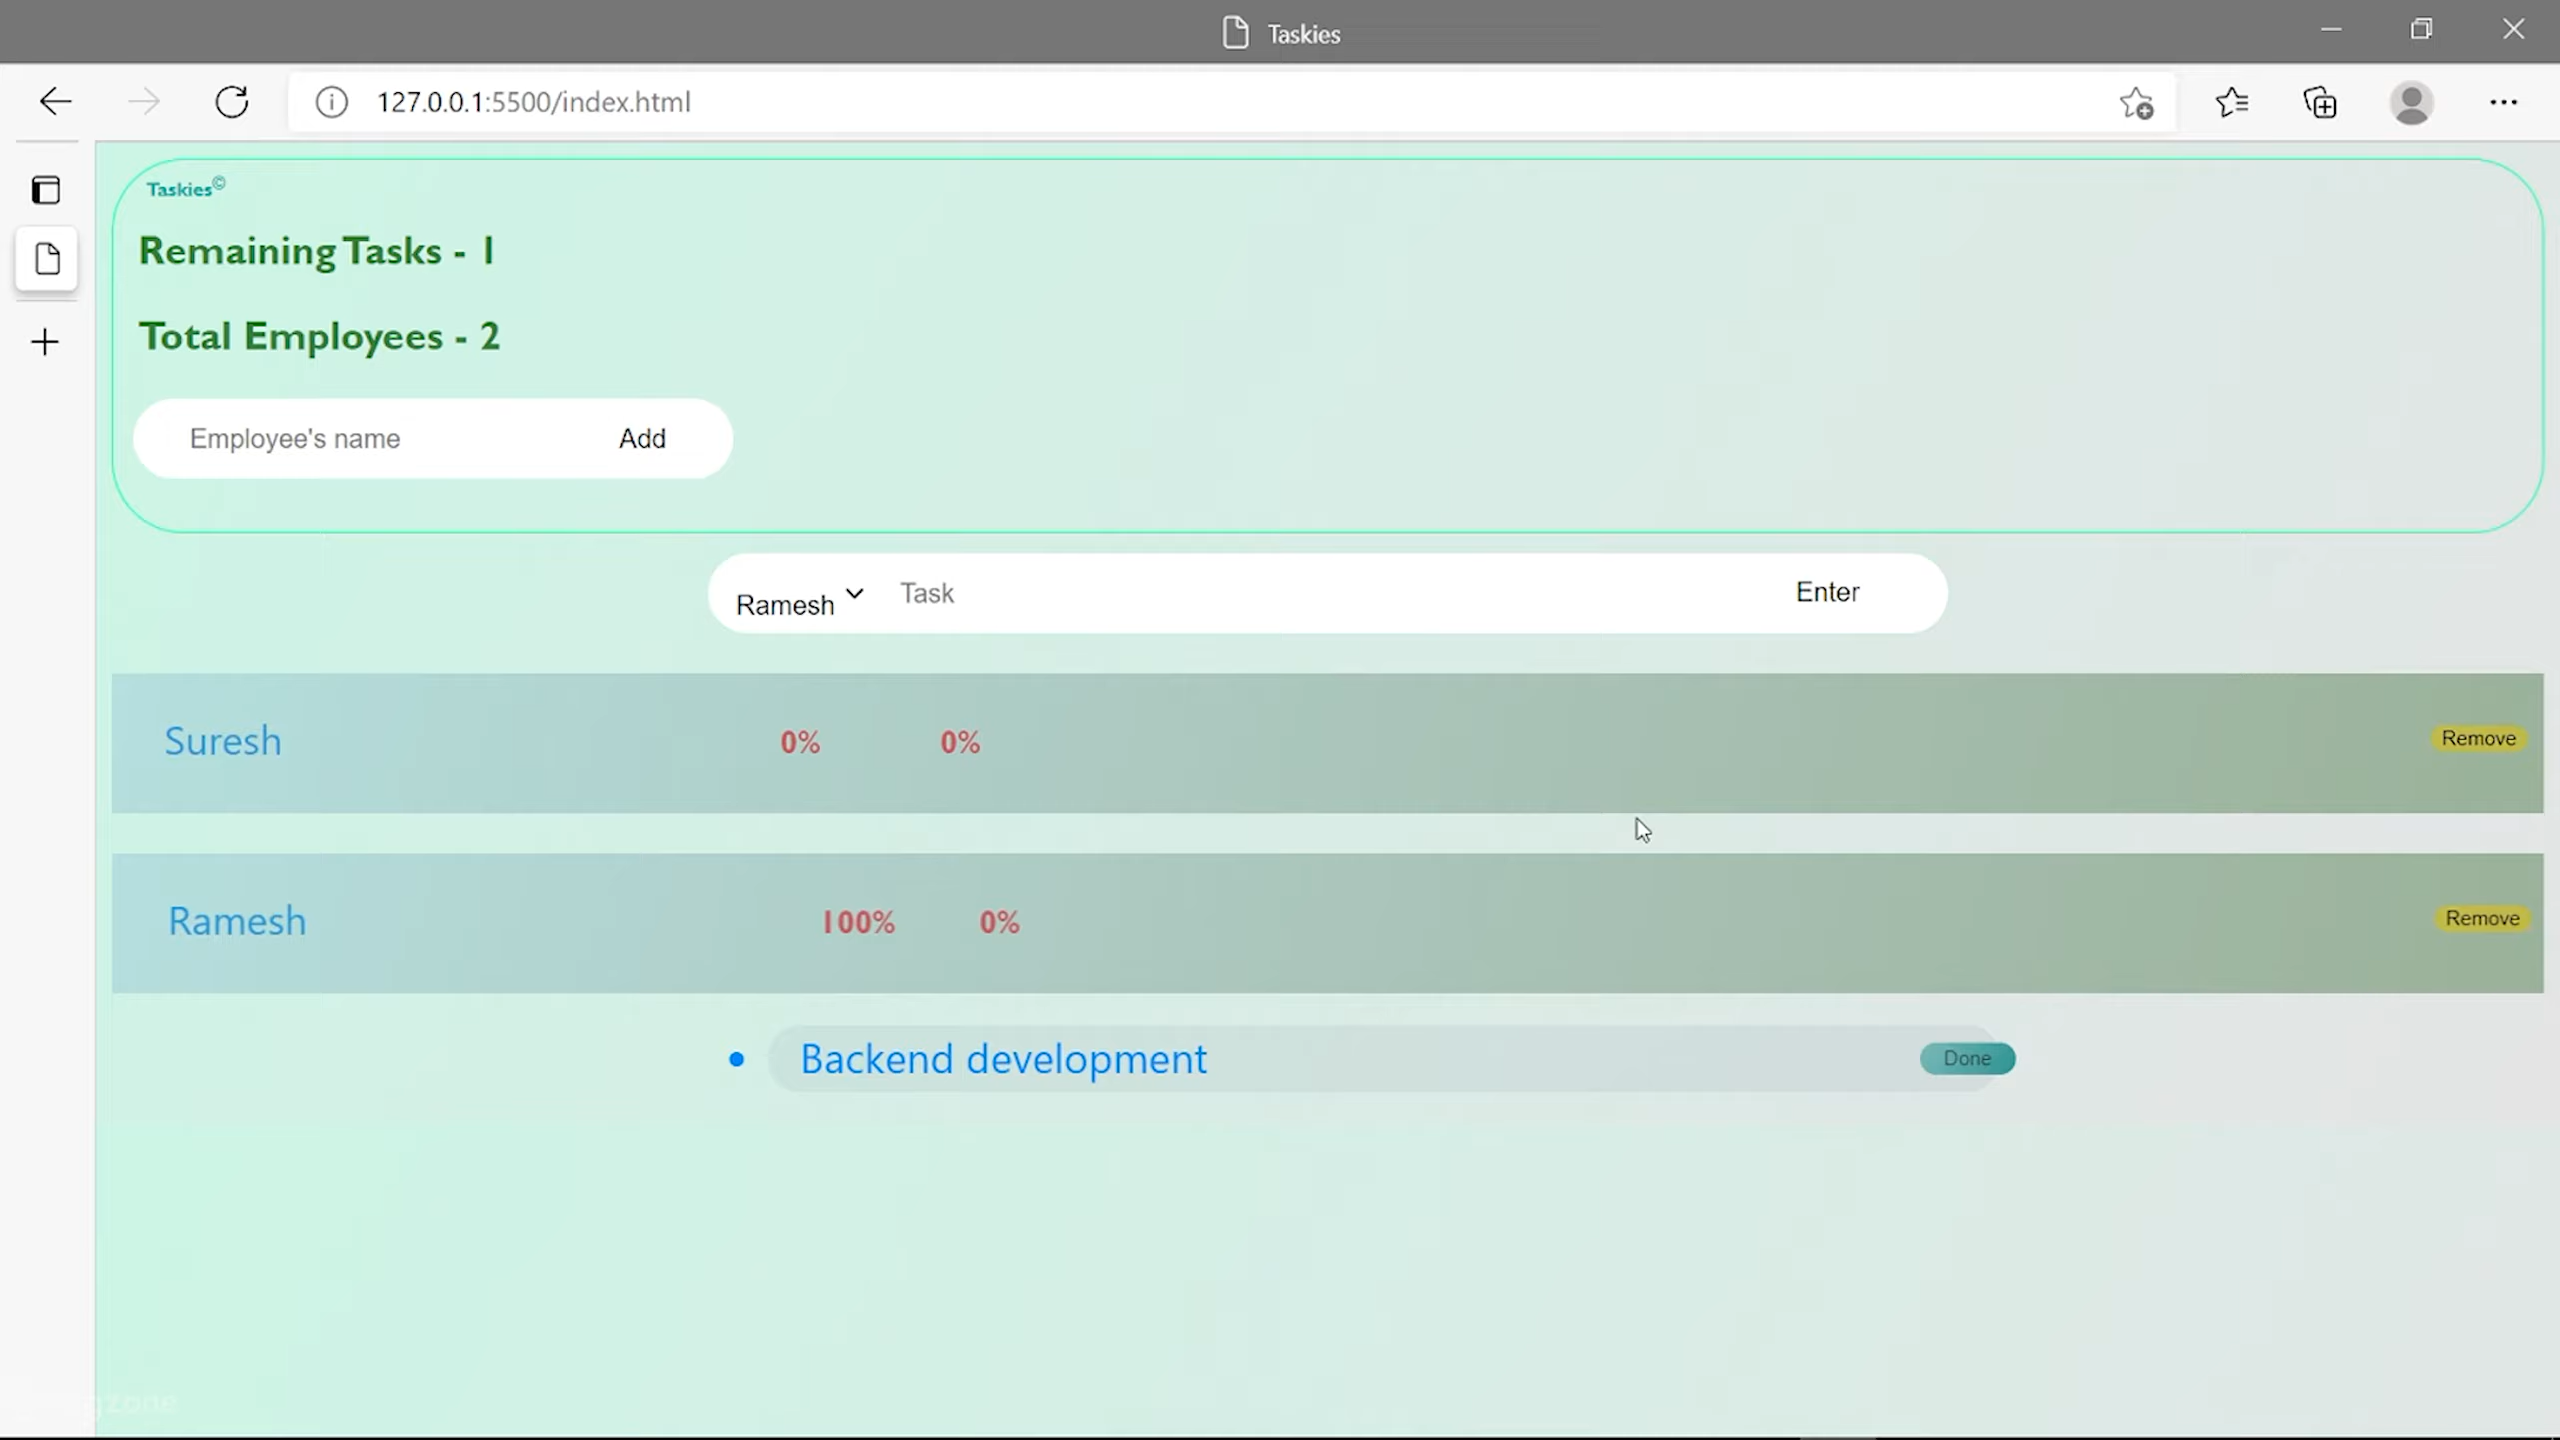 Taskies
127.0.0.1:5500/index.html
Taskies©
Remaining Tasks - 1
Total Employees - 2
Employee's name Add
Ramesh Task Enter
Suresh 0% 0% Remove
Ramesh 100% 0% Remove
Backend development Done